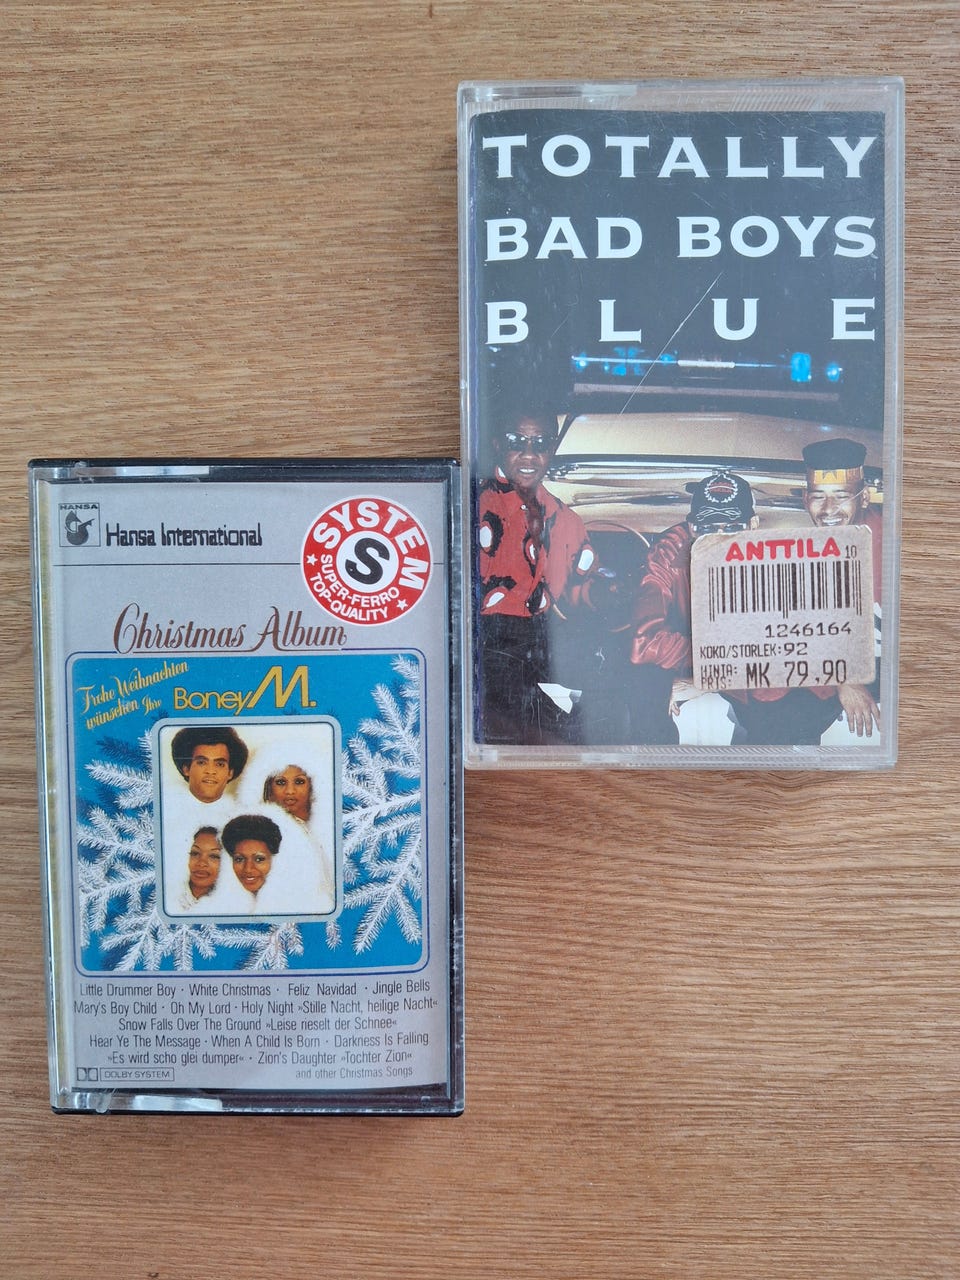 TOTALLY
BAD BOYS
BLUE
ANTTILA 10
1246164
KOKO/STORLEK:92
HINTA:
PRIS: MK 79,90
HANSA
Hansa International
SYSTEM
S
SUPER-FERRO
TOP-QUALITY
Christmas Album
Frohe Weihnachten
wünschen Ihre Boney M.
Little Drummer Boy · White Christmas · Feliz Navidad · Jingle Bells
Mary's Boy Child · Oh My Lord · Holy Night »Stille Nacht, heilige Nacht«
Snow Falls Over The Ground »Leise rieselt der Schnee«
Hear Ye The Message · When A Child Is Born · Darkness Is Falling
»Es wird scho glei dumper« · Zion's Daughter »Tochter Zion«
and other Christmas Songs
DOLBY SYSTEM